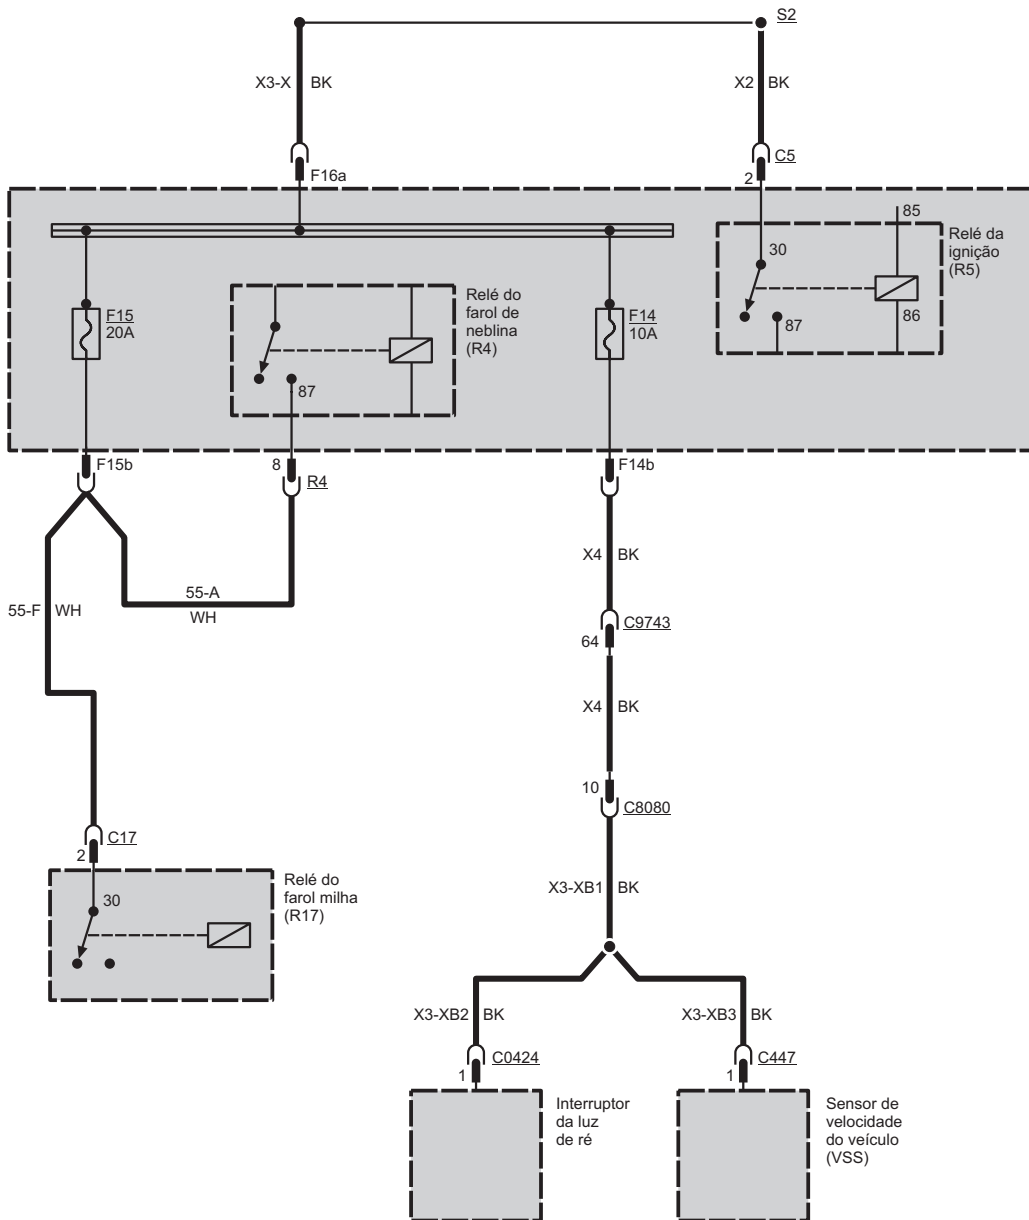 S2
X3-X BK
X2 BK
C5
F16a
2
85
Relé da
ignição
(R5)
30
Relé do
farol de
neblina
(R4)
F15
20A
F14
10A
86
87
87
F15b
8
R4
F14b
X4 BK
55-A
WH
55-F WH
C9743
64
X4 BK
10
C8080
C17
2
Relé do
farol milha
(R17)
30
X3-XB1 BK
X3-XB2 BK
X3-XB3 BK
C0424
1
C447
1
Interruptor
da luz
de ré
Sensor de
velocidade
do veículo
(VSS)